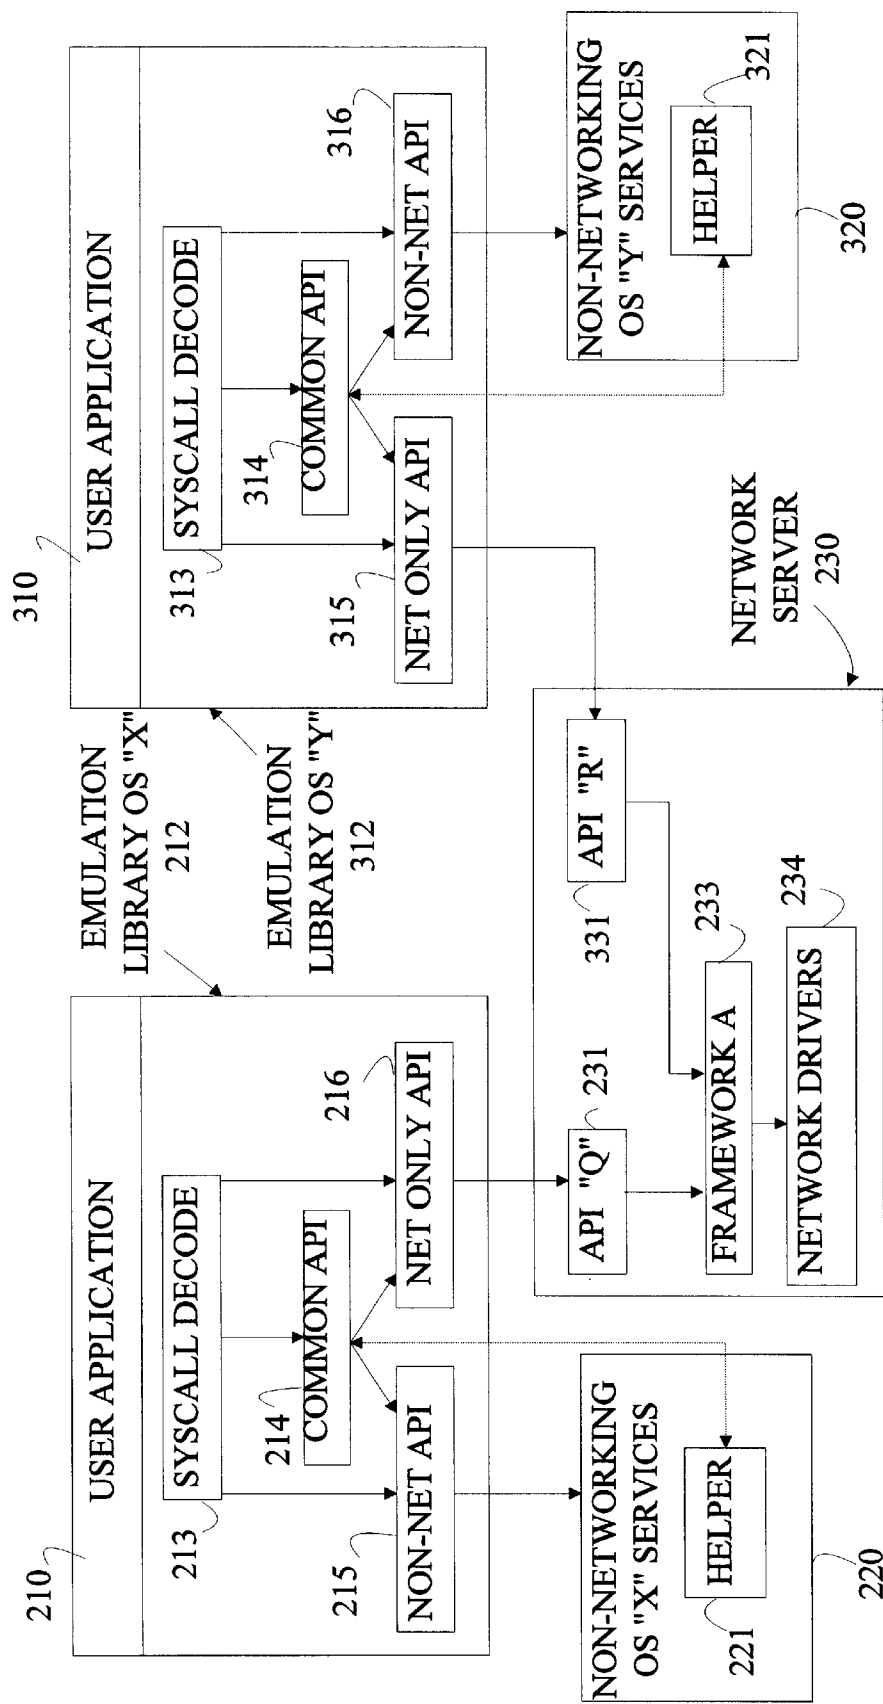 210
USER APPLICATION
SYSCALL DECODE
213
214
COMMON API
215
216
NON-NET API
NET ONLY API
EMULATION
LIBRARY OS "X"
212
EMULATION
LIBRARY OS "Y"
312
310
USER APPLICATION
SYSCALL DECODE
313
314
COMMON API
315
316
NET ONLY API
NON-NET API
NON-NETWORKING
OS "X" SERVICES
HELPER
221
220
API "Q"
231
API "R"
331
FRAMEWORK A
233
NETWORK DRIVERS
234
NETWORK
SERVER
230
NON-NETWORKING
OS "Y" SERVICES
HELPER
321
320